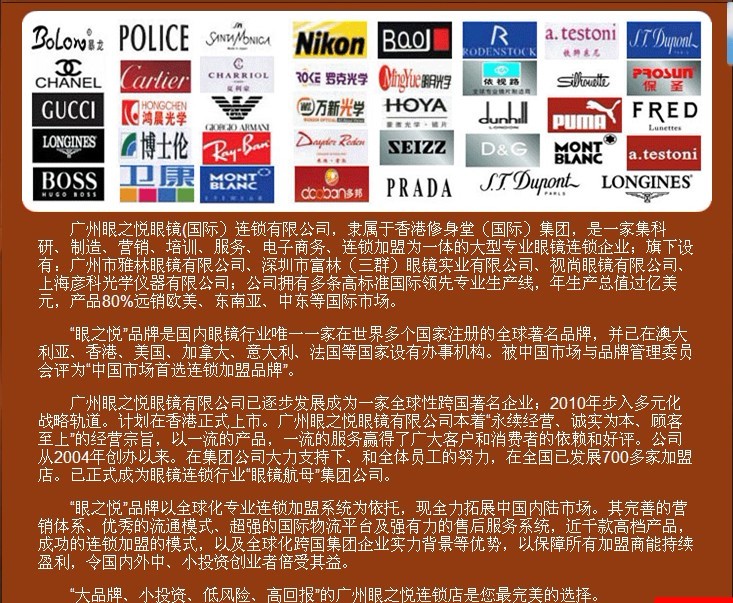 Bolon 暴龙
POLICE
SANTA MONICA
Nikon
RODENSTOCK
a.testoni
铁狮东尼
S.T. Dupont
CHANEL
Cartier
CHARRIOL
夏利豪
罗克光学
MingYue 明月光学
依视路
全球专业镜片制造商
Silhouette
PROSUN
保圣
GUCCI
HONGCHEN
鸿晨光学
GIORGIO ARMANI
万新光学
HOYA
豪雅光学·镜片
dunhill
LONDON
PUMA
FRED
Lunettes
LONGINES
博士伦
Ray-Ban
SEIZZ
D&G
MONT BLANC
a.testoni
BOSS
HUGO BOSS
卫康
MONT BLANC
EYEWEAR
多邦
PRADA
S.T. Dupont
PARIS
LONGINES
广州眼之悦眼镜(国际）连锁有限公司，隶属于香港修身堂（国际）集团，是一家集科
研、制造、营销、培训、服务、电子商务、连锁加盟为一体的大型专业眼镜连锁企业；旗下设
有：广州市雅林眼镜有限公司、深圳市富林（三群）眼镜实业有限公司、视尚眼镜有限公司、
上海彦科光学仪器有限公司；公司拥有多条高标准国际领先专业生产线，年生产总值过亿美
元，产品80%远销欧美、东南亚、中东等国际市场。
“眼之悦”品牌是国内眼镜行业唯一一家在世界多个国家注册的全球著名品牌，并已在澳大
利亚、香港、美国、加拿大、意大利、法国等国家设有办事机构。被中国市场与品牌管理委员
会评为“中国市场首选连锁加盟品牌”。
广州眼之悦眼镜有限公司已逐步发展成为一家全球性跨国著名企业；2010年步入多元化
战略轨道。计划在香港正式上市。广州眼之悦眼镜有限公司本着“永续经营、诚实为本、顾客
至上”的经营宗旨，以一流的产品，一流的服务赢得了广大客户和消费者的依赖和好评。公司
从2004年创办以来。在集团公司大力支持下、和全体员工的努力，在全国已发展700多家加盟
店。已正式成为眼镜连锁行业“眼镜航母”集团公司。
“眼之悦”品牌以全球化专业连锁加盟系统为依托，现全力拓展中国内陆市场。其完善的营
销体系、优秀的流通模式、超强的国际物流平台及强有力的售后服务系统，近千款高档产品，
成功的连锁加盟的模式，以及全球化跨国集团企业实力背景等优势，以保障所有加盟商能持续
盈利，令国内外中、小投资创业者倍受其益。
“大品牌、小投资、低风险、高回报”的广州眼之悦连锁店是您最完美的选择。